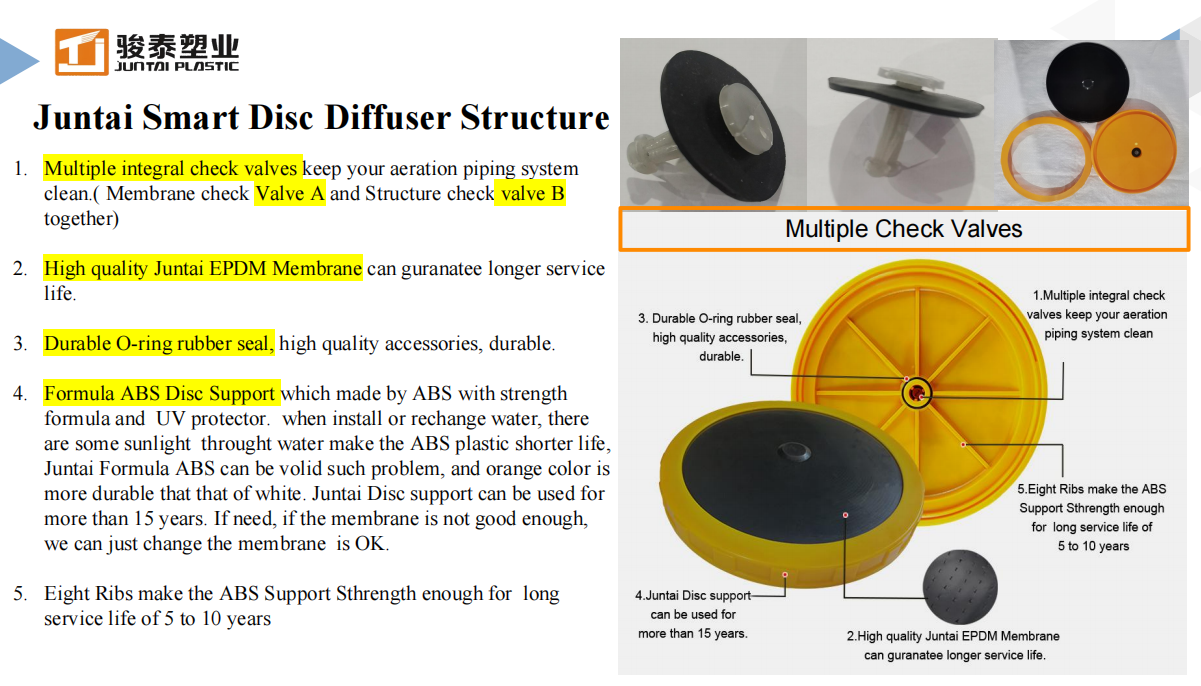 骏泰塑业
JUNTAI PLASTIC
Juntai Smart Disc Diffuser Structure
1. Multiple integral check valves keep your aeration piping system
clean.( Membrane check Valve A and Structure check valve B
together)
2. High quality Juntai EPDM Membrane can guranatee longer service
life.
3. Durable O-ring rubber seal, high quality accessories, durable.
4. Formula ABS Disc Support which made by ABS with strength
formula and UV protector. when install or rechange water, there
are some sunlight throught water make the ABS plastic shorter life,
Juntai Formula ABS can be volid such problem, and orange color is
more durable that that of white. Juntai Disc support can be used for
more than 15 years. If need, if the membrane is not good enough,
we can just change the membrane is OK.
5. Eight Ribs make the ABS Support Sthrength enough for long
service life of 5 to 10 years
Multiple Check Valves
1.Multiple integral check
valves keep your aeration
piping system clean
3. Durable O-ring rubber seal,
high quality accessories,
durable.
5.Eight Ribs make the ABS
Support Sthrength enough
for long service life of
5 to 10 years
4.Juntai Disc support
can be used for
more than 15 years.
2.High quality Juntai EPDM Membrane
can guranatee longer service life.